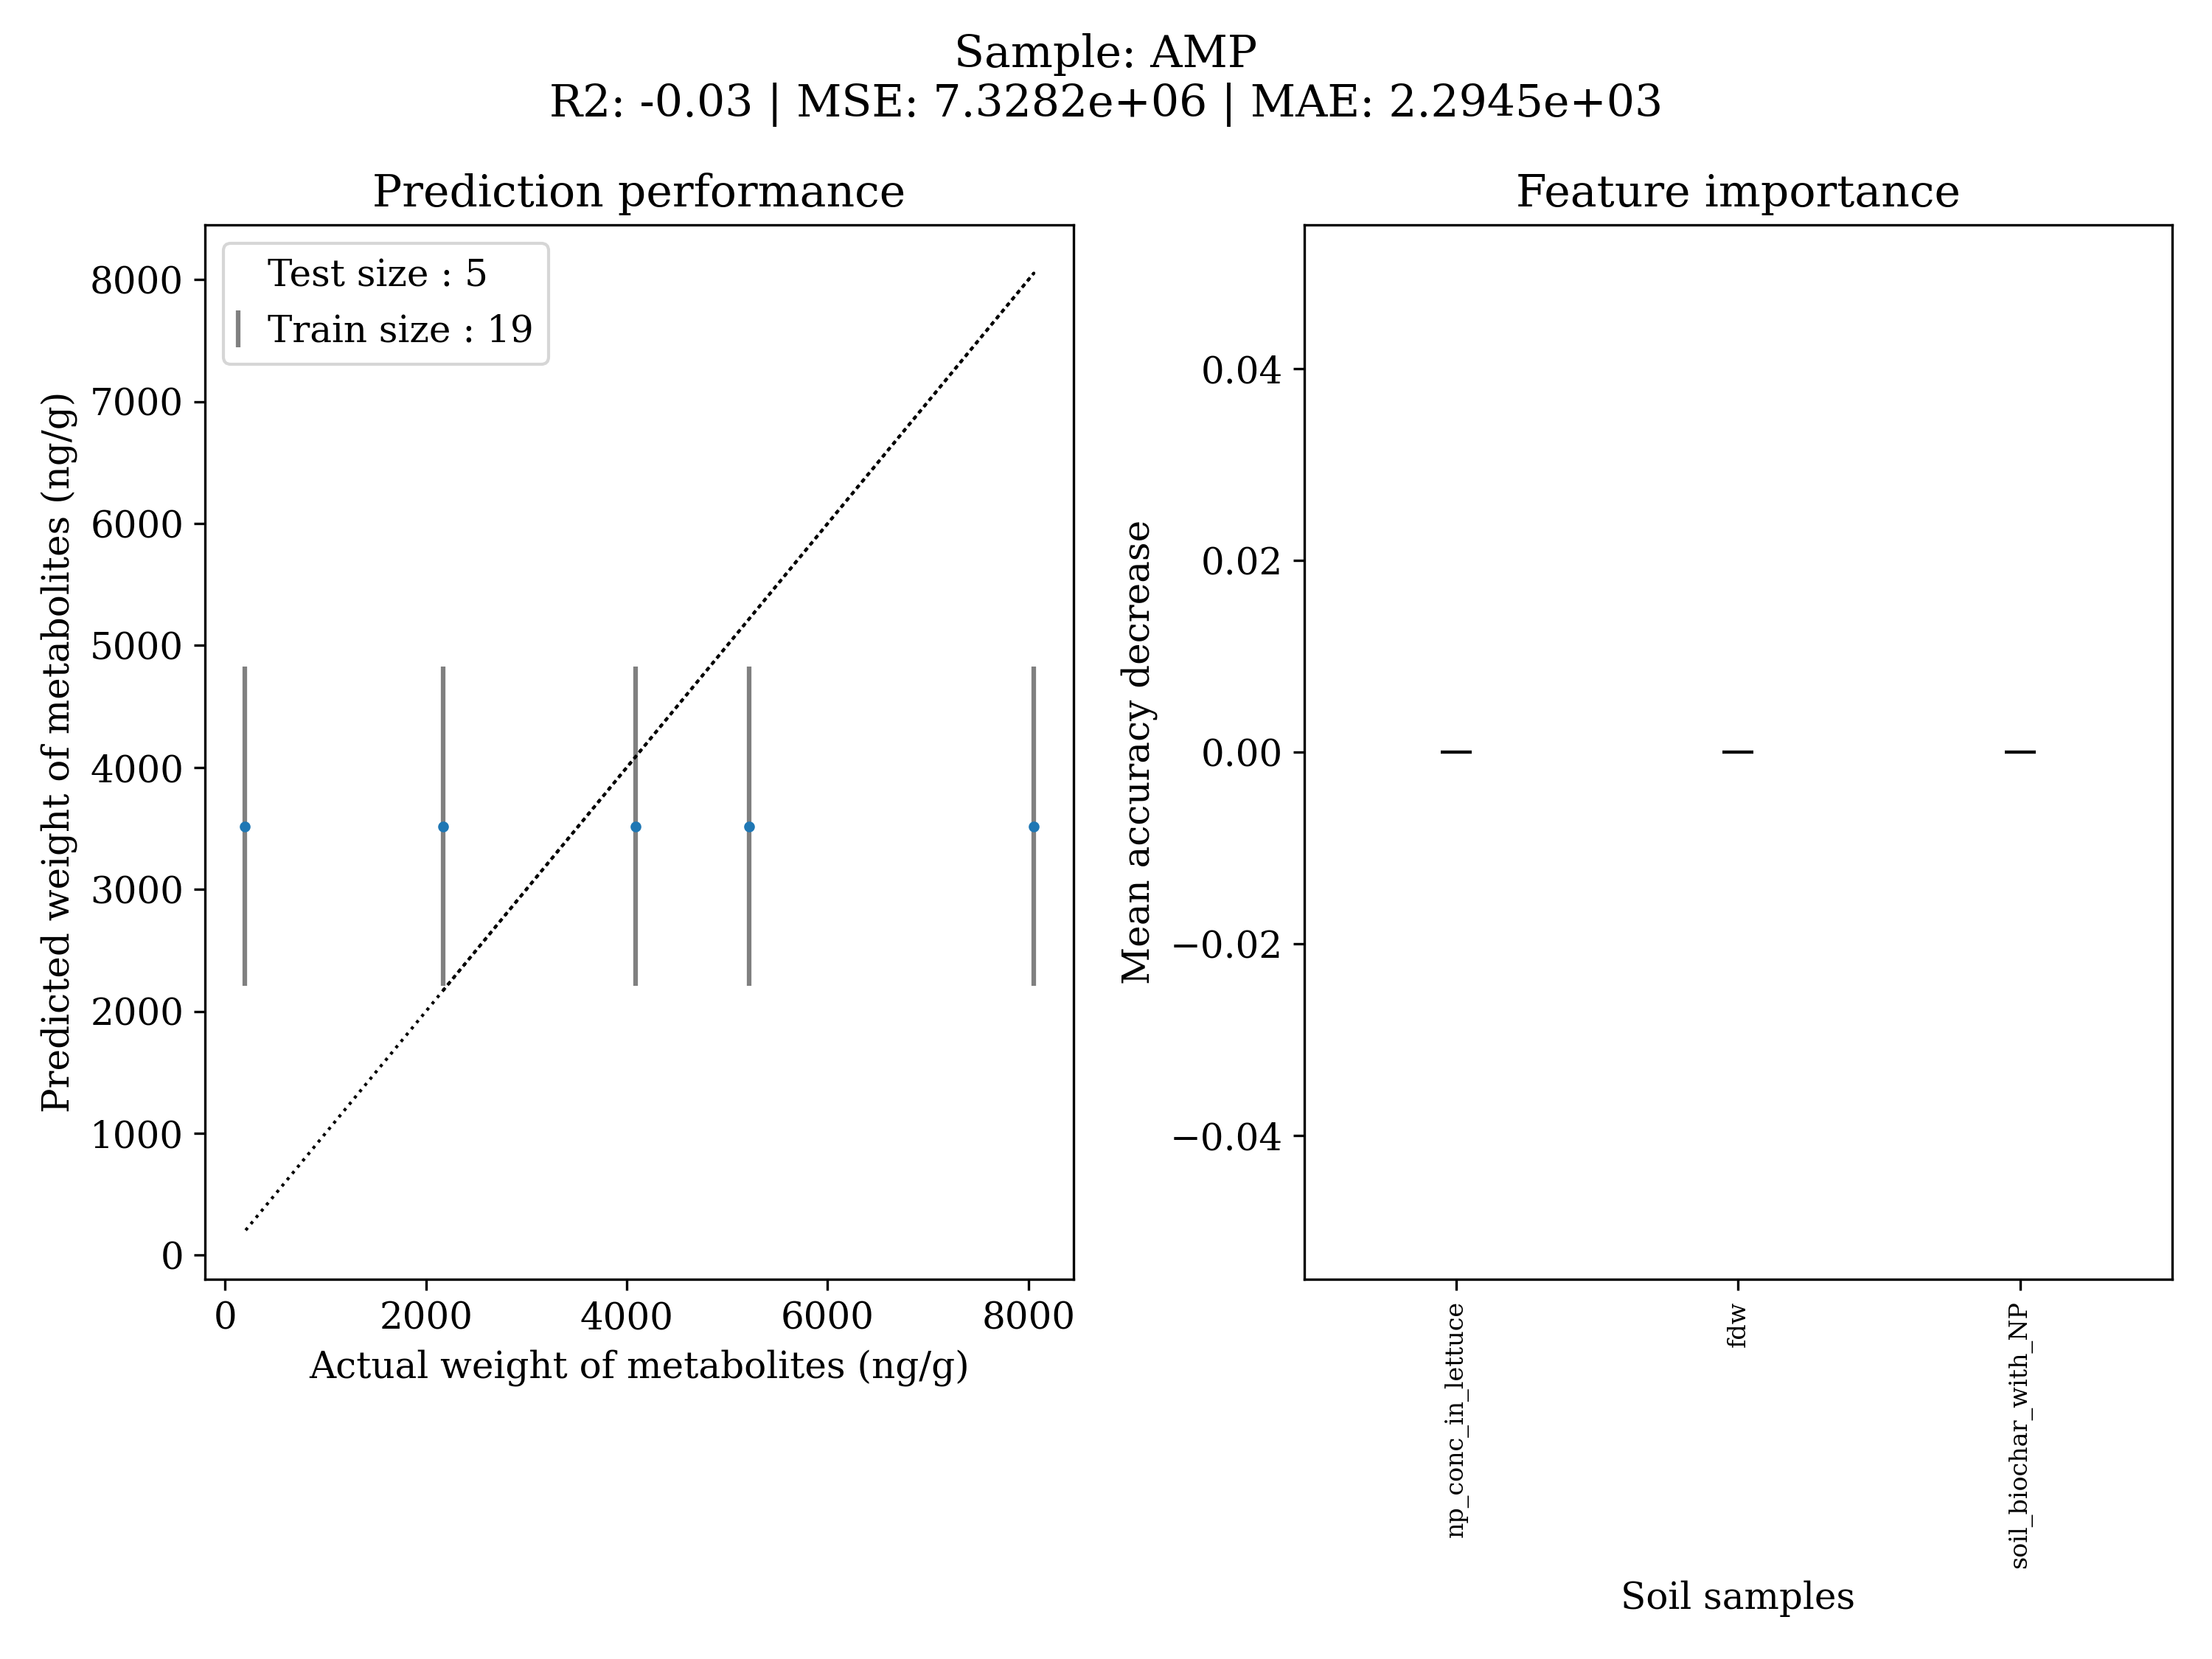 Sample: AMP
R2: -0.03 | MSE: 7.3282e+06 | MAE: 2.2945e+03
Prediction performance
Test size : 5
Train size : 19
8000
7000
6000
5000
4000
3000
2000
1000
0
Predicted weight of metabolites (ng/g)
0 2000 4000 6000 8000
Actual weight of metabolites (ng/g)
Feature importance
0.04
0.02
0.00
−0.02
−0.04
Mean accuracy decrease
np_conc_in_lettuce
fdw
soil_biochar_with_NP
Soil samples